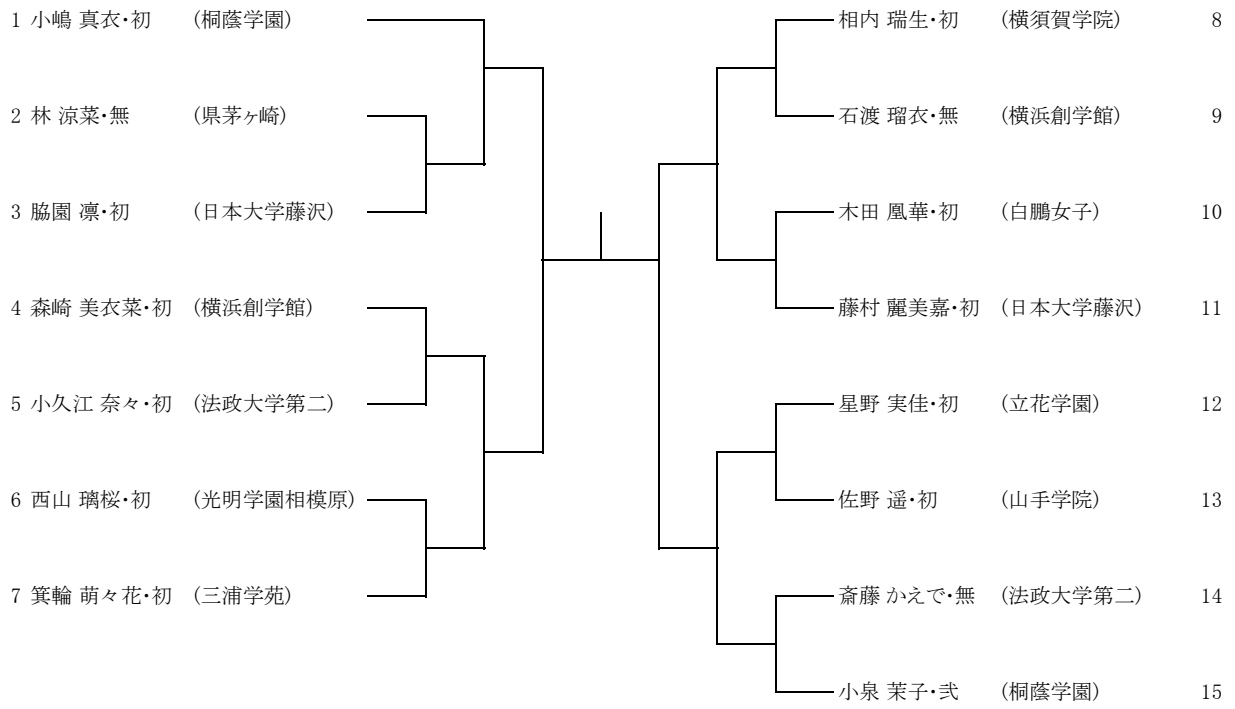 1 小嶋 真衣・初 (桐蔭学園)
2 林 涼菜・無 (県茅ヶ崎)
3 脇園 凛・初 (日本大学藤沢)
4 森崎 美衣菜・初 (横浜創学館)
5 小久江 奈々・初 (法政大学第二)
6 西山 璃桜・初 (光明学園相模原)
7 箕輪 萌々花・初 (三浦学苑)
相内 瑞生・初 (横須賀学院) 8
石渡 瑠衣・無 (横浜創学館) 9
木田 凰華・初 (白鵬女子) 10
藤村 麗美嘉・初 (日本大学藤沢) 11
星野 実佳・初 (立花学園) 12
佐野 遥・初 (山手学院) 13
斎藤 かえで・無 (法政大学第二) 14
小泉 茉子・弐 (桐蔭学園) 15